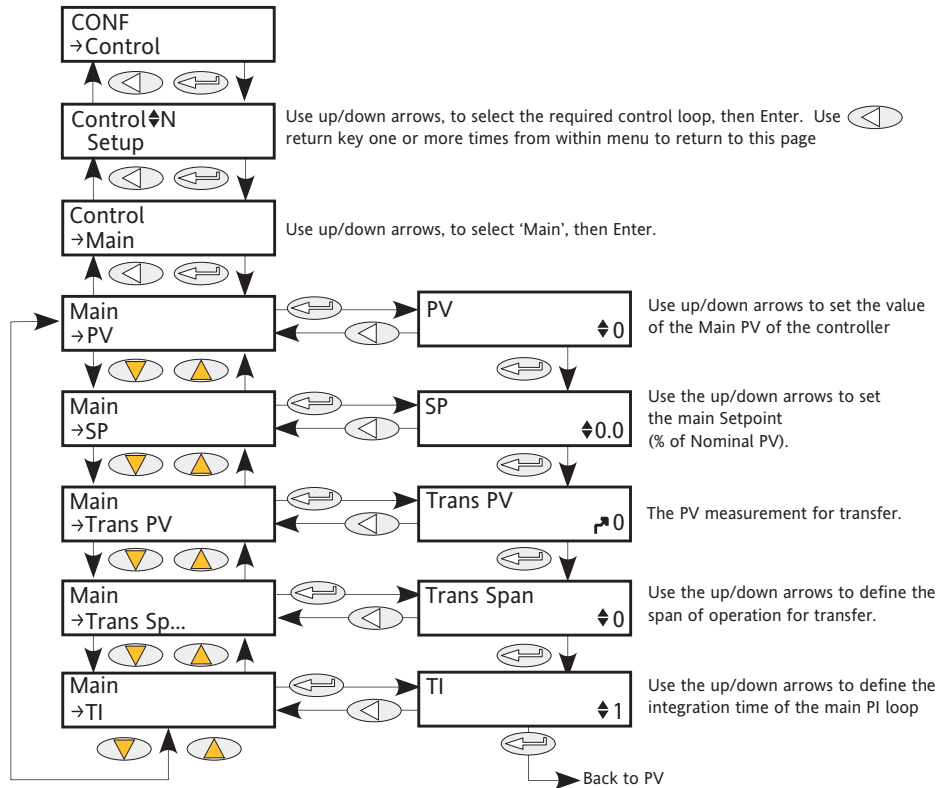 CONF
→Control
Control♦N
Setup
Use up/down arrows, to select the required control loop, then Enter. Use
return key one or more times from within menu to return to this page
Control
→Main
Use up/down arrows, to select ‘Main’, then Enter.
Main
→PV
PV
♦0
Use up/down arrows to set the value
of the Main PV of the controller
Main
→SP
SP
♦0.0
Use the up/down arrows to set
the main Setpoint
(% of Nominal PV).
Main
→Trans PV
Trans PV
0
The PV measurement for transfer.
Main
→Trans Sp...
Trans Span
♦0
Use the up/down arrows to define the
span of operation for transfer.
Main
→TI
TI
♦1
Use the up/down arrows to define the
integration time of the main PI loop
Back to PV